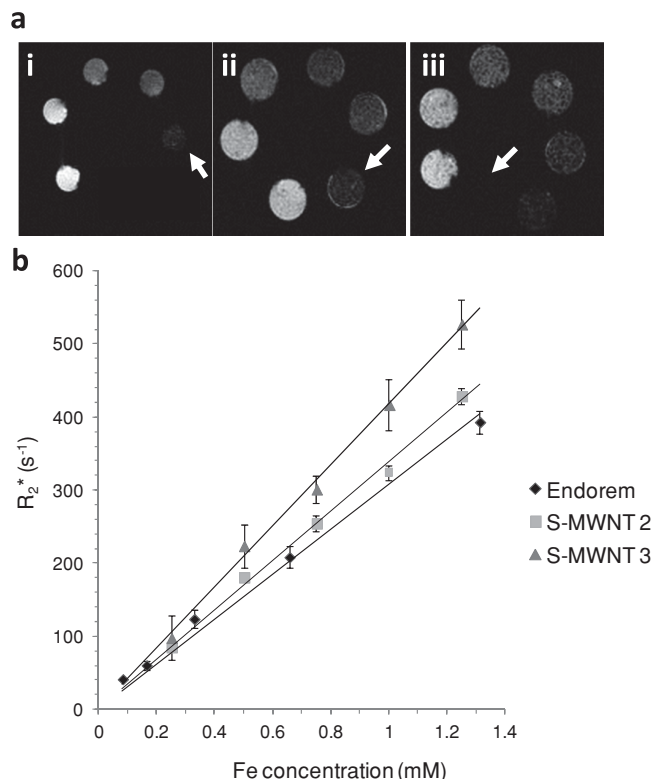 a
i
ii
iii
b
600
500
400
300
200
100
0
R2* (s-1)
0
0.2
0.4
0.6
0.8
1
1.2
1.4
Fe concentration (mM)
Endorem
S-MWNT 2
S-MWNT 3